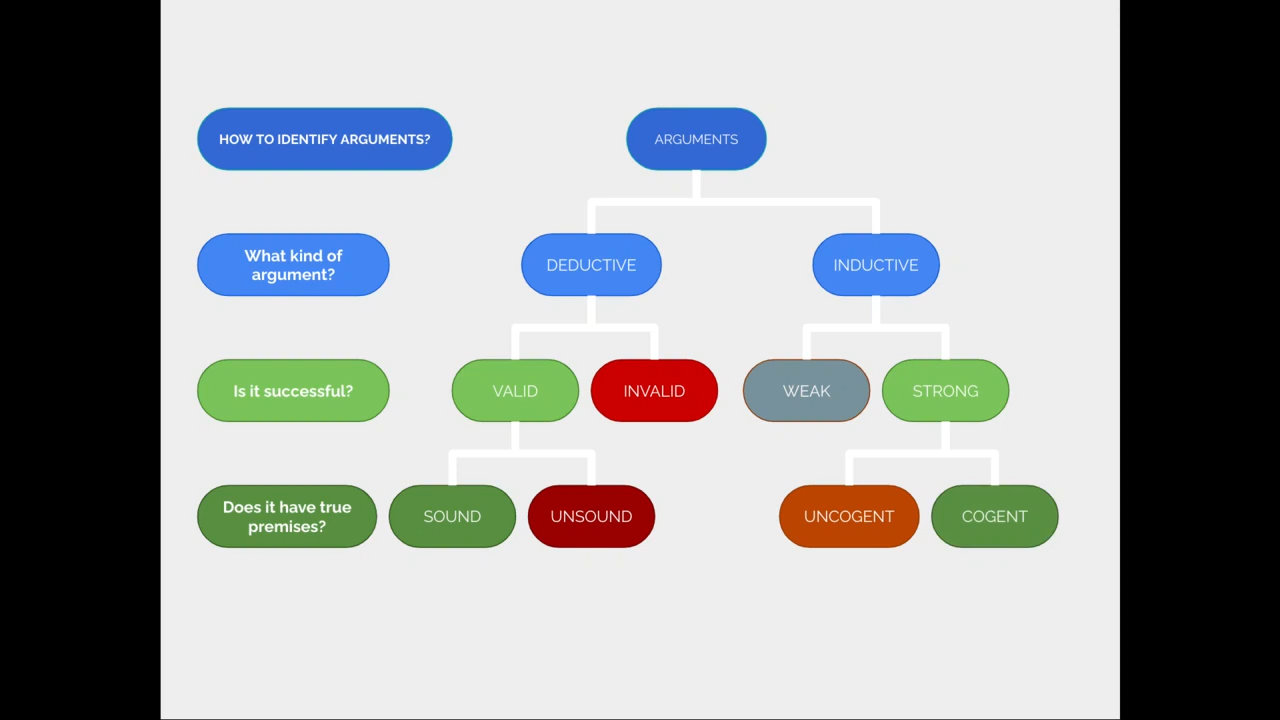 HOW TO IDENTIFY ARGUMENTS?
ARGUMENTS
What kind of
argument?
DEDUCTIVE
INDUCTIVE
Is it successful?
VALID
INVALID
WEAK
STRONG
Does it have true
premises?
SOUND
UNSOUND
UNCOGENT
COGENT